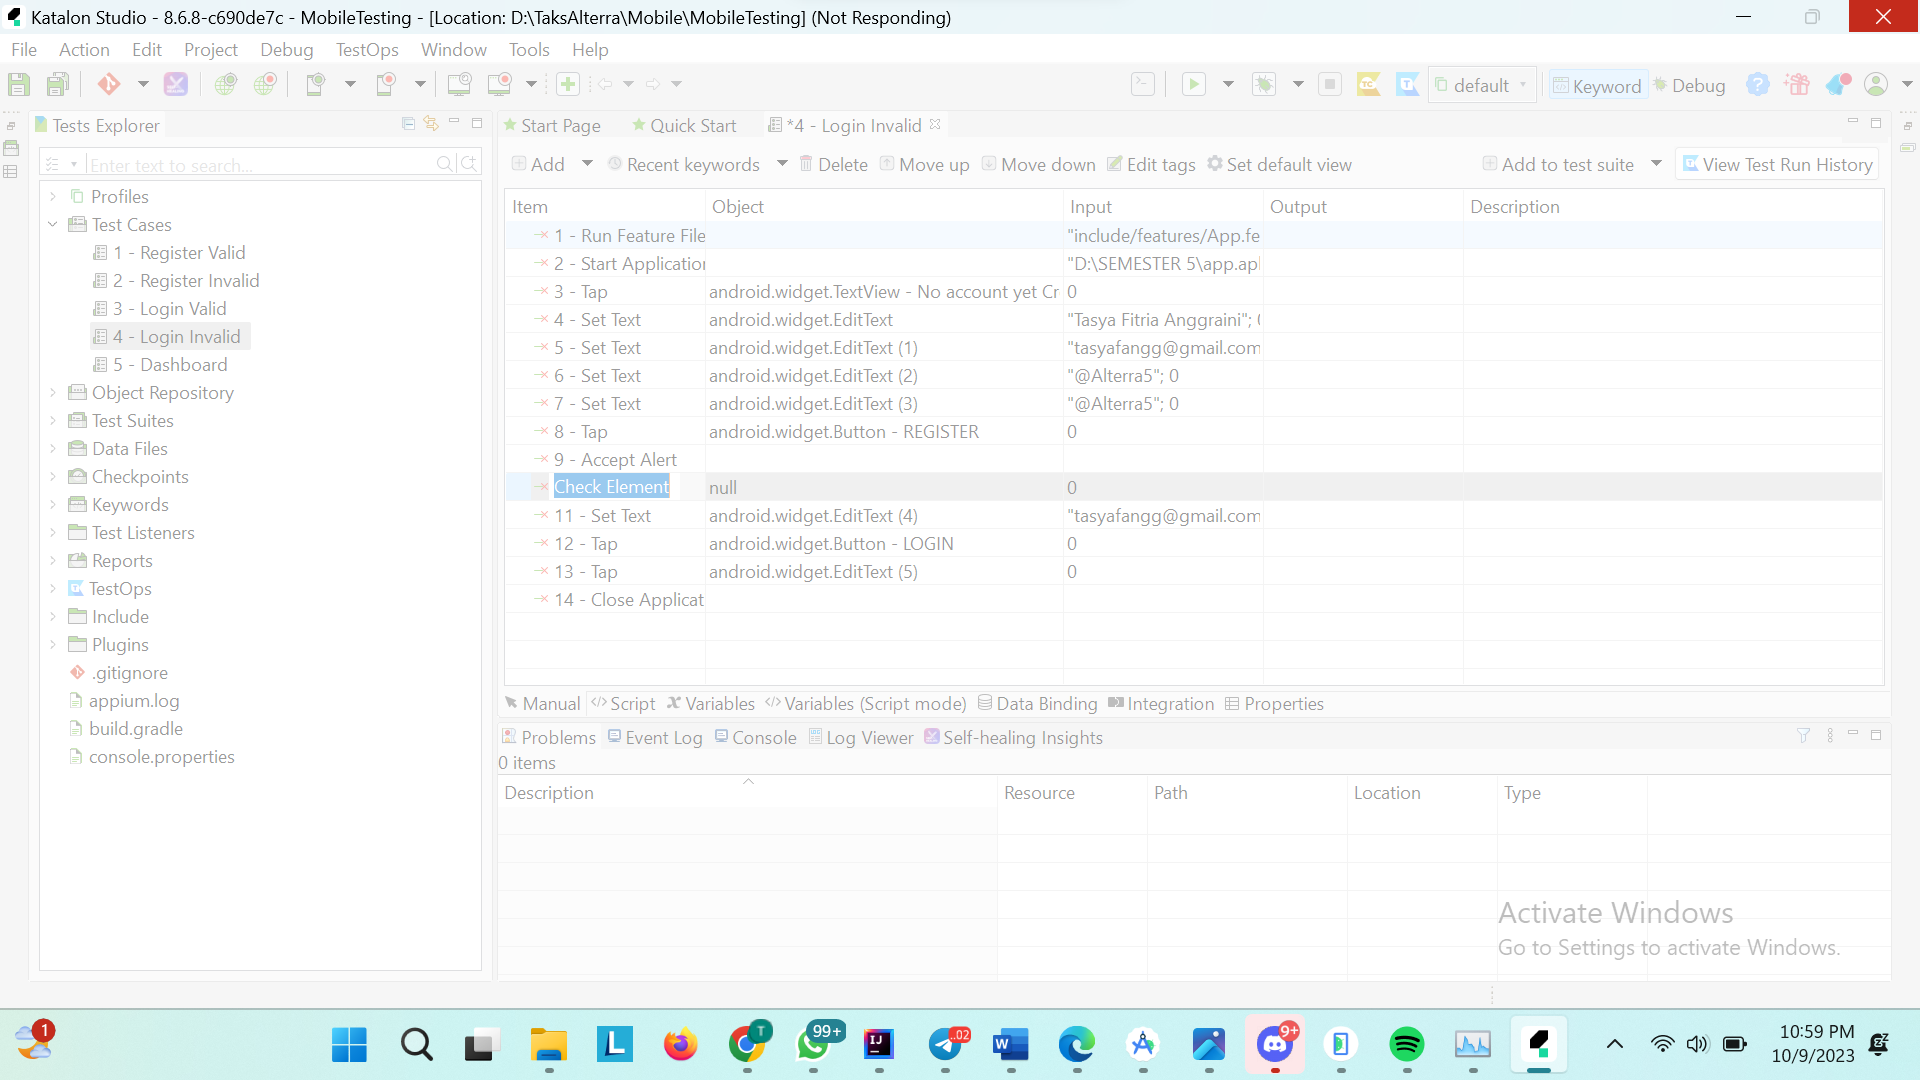 Katalon Studio - 8.6.8-c690de7c - MobileTesting - [Location: D:\TaksAlterra\Mobile\MobileTesting] (Not Responding)
File Action Edit Project Debug TestOps Window Tools Help
default Keyword Debug
Tests Explorer
Start Page Quick Start *4 - Login Invalid
Enter text to search...
Add Recent keywords Delete Move up Move down Edit tags Set default view Add to test suite View Test Run History
Profiles
Test Cases
1 - Register Valid
2 - Register Invalid
3 - Login Valid
4 - Login Invalid
5 - Dashboard
Object Repository
Test Suites
Data Files
Checkpoints
Keywords
Test Listeners
Reports
TestOps
Include
Plugins
.gitignore
appium.log
build.gradle
console.properties
Item Object Input Output Description
1 - Run Feature File "include/features/App.fe
2 - Start Application "D:\SEMESTER 5\app.apl
3 - Tap android.widget.TextView - No account yet Cr 0
4 - Set Text android.widget.EditText "Tasya Fitria Anggraini"; (
5 - Set Text android.widget.EditText (1) "tasyafangg@gmail.com
6 - Set Text android.widget.EditText (2) "@Alterra5"; 0
7 - Set Text android.widget.EditText (3) "@Alterra5"; 0
8 - Tap android.widget.Button - REGISTER 0
9 - Accept Alert
Check Element null 0
11 - Set Text android.widget.EditText (4) "tasyafangg@gmail.com
12 - Tap android.widget.Button - LOGIN 0
13 - Tap android.widget.EditText (5) 0
14 - Close Applicat
Manual Script Variables Variables (Script mode) Data Binding Integration Properties
Problems Event Log Console Log Viewer Self-healing Insights
0 items
Description Resource Path Location Type
Activate Windows
Go to Settings to activate Windows.
1
L
T
99+
IJ
..02
W
9+
10:59 PM
10/9/2023